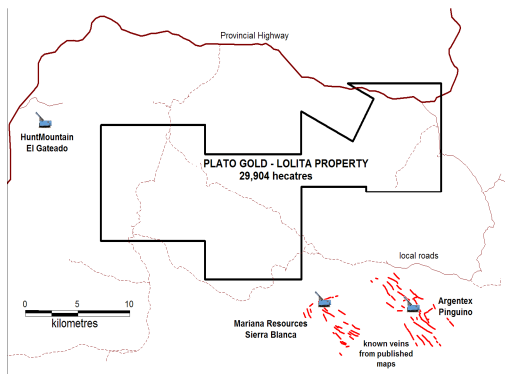 Provincial Highway
HuntMountain
El Gateado
PLATO GOLD - LOLITA PROPERTY
29,904 hecatres
local roads
0 5 10
kilometres
Mariana Resources
Sierra Blanca
Argentex
Pinguino
known veins
from published
maps